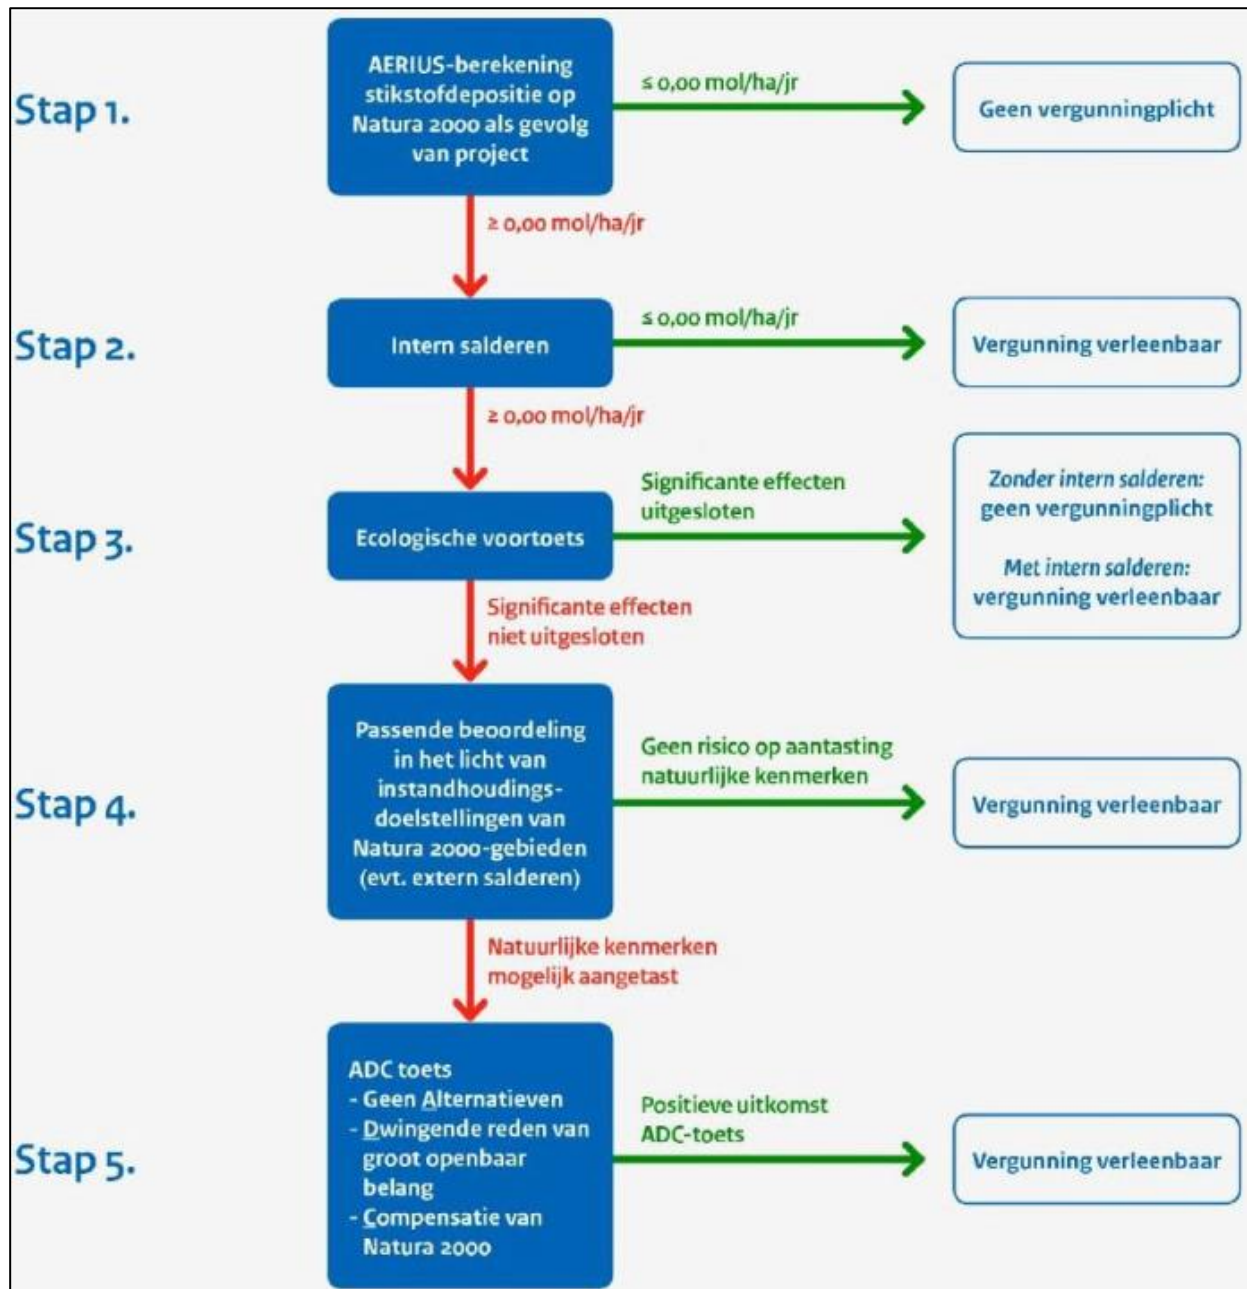 Stap 1.
AERIUS-berekening
stikstofdepositie op
Natura 2000 als gevolg
van project
≤ 0,00 mol/ha/jr
Geen vergunningplicht
≥ 0,00 mol/ha/jr
Stap 2.
Intern salderen
≤ 0,00 mol/ha/jr
Vergunning verleenbaar
≥ 0,00 mol/ha/jr
Stap 3.
Ecologische voortoets
Significante effecten
uitgesloten
Zonder intern salderen:
geen vergunningplicht
Met intern salderen:
vergunning verleenbaar
Significante effecten
niet uitgesloten
Stap 4.
Passende beoordeling
in het licht van
instandhoudings-
doelstellingen van
Natura 2000-gebieden
(evt. extern salderen)
Geen risico op aantasting
natuurlijke kenmerken
Vergunning verleenbaar
Natuurlijke kenmerken
mogelijk aangetast
Stap 5.
ADC toets
- Geen Alternatieven
- Dwingende reden van
groot openbaar
belang
- Compensatie van
Natura 2000
Positieve uitkomst
ADC-toets
Vergunning verleenbaar